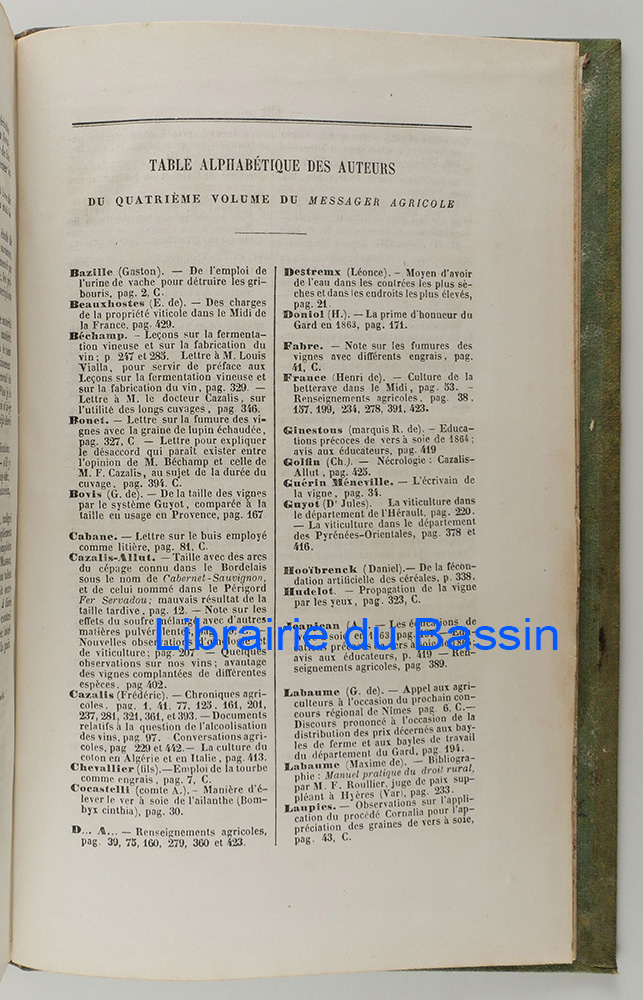 TABLE ALPHABÉTIQUE DES AUTEURS
DU QUATRIÈME VOLUME DU MESSAGER AGRICOLE
Bazille (Gaston). — De l'emploi de
l'urine de vache pour détruire les gri-
bouris, pag. 2, C.
Beauxhostes (E. de). — Des charges
de la propriété viticole dans le Midi de
la France, pag. 429.
Béchamp. - Leçons sur la fermenta-
tion vineuse et sur la fabrication du
vin; p 247 et 285. Lettre à M. Louis
Vialla, pour servir de préface aux
Leçons sur la fermentation vineuse et
sur la fabrication du vin, pag. 329. —
Lettre à M. le docteur Cazalis, sur
l'utilité des longs cuvages, pag 346.
Bonet. - Lettre sur la fumure des vi-
gnes avec la graine de lupin échaudée,
pag. 327, C — Lettre pour expliquer
le désaccord qui paraît exister entre
l'opinion de M. Béchamp et celle de
M. F. Cazalis, au sujet de la durée du
cuvage, pag. 394. C.
Bovis (G. de). — De la taille des vignes
par le système Guyot, comparée à la
taille en usage en Provence, pag. 167
Cabane. — Lettre sur le buis employé
comme litière, pag. 81, C.
Cazalis-Allut. — Taille avec des arcs
du cépage connu dans le Bordelais
sous le nom de Cabernet-Sauvignon,
et de celui nommé dans le Périgord
Fer Servadou; mauvais résultat de la
taille tardive, pag. 12. — Note sur les
effets du soufre mélangé avec d'autres
matières pulvérulentes, pag.
Nouvelles observations
de viticulture; pag. 207 — Quelques
observations sur nos vins; avantage
des vignes complantées de différentes
espèces, pag 402.
Cazalis (Frédéric). — Chroniques agri-
coles, pag. 1, 41, 77, 125, 161, 201,
237, 281, 321, 361, et 393. — Documents
relatifs à la question de l'alcoolisation
des vins, pag 97. Conversations agri-
coles, pag 229 et 442. — La culture du
coton en Algérie et en Italie, pag. 413.
Chevallier (fils). — Emploi de la tourbe
comme engrais, pag. 7, C.
Cocastelli (comte A.). - Manière d'é-
lever le ver à soie de l'ailanthe (Bom-
byx cinthia), pag. 30.
D... A... — Renseignements agricoles,
pag. 39, 75, 160, 279, 360 et 423.
Destremx (Léonce). - Moyen d'avoir
de l'eau dans les contrées les plus sè-
ches et dans les endroits les plus élevés,
pag. 21.
Doniol (H.). — La prime d'honneur du
Gard en 1863, pag. 171.
Fabre. — Note sur les fumures des
vignes avec différents engrais, pag.
41, C.
France (Henri de). — Culture de la
betterave dans le Midi, pag. 53. -
Renseignements agricoles, pag. 38,
157, 199, 234, 278, 391, 423.
Ginestous (marquis R. de). - Educa-
tions précoces de vers à soie de 1864;
avis aux éducateurs, pag. 419
Golfin (Ch.). — Nécrologie : Cazalis-
Allut, pag. 425.
Guérin Méneville. — L'écrivain de
la vigne, pag. 34.
Guyot (Dr Jules). La viticulture dans
le département de l'Hérault, pag. 220.
— La viticulture dans le département
des Pyrénées-Orientales, pag. 378 et
416.
Hooïbrenck (Daniel). — De la fécon-
dation artificielle des céréales, p. 338.
Hudelot. — Propagation de la vigne
par les yeux, pag. 323, C.
Jeanjean (A.). — Les éducations de
en 1863, pag.
avis aux éducateurs, p. 419 — Ren-
seignements agricoles, pag 389.
Labaume (G. de). — Appel aux agri-
culteurs à l'occasion du prochain con-
cours régional de Nîmes pag. 6, C. —
Discours prononcé à l'occasion de la
distribution des prix décernés aux bay-
les de ferme et aux bayles de travail
du département du Gard, pag. 194.
Labaume (Maxime de). — Bibliogra-
phie : Manuel pratique du droit rural,
par M. F. Roullier, juge de paix sup-
pléant à Hyères (Var), pag. 233.
Laupies. — Observations sur l'appli-
cation du procédé Cornalia pour l'ap-
préciation des graines de vers à soie,
pag. 43, C.
Librairie du Bassin